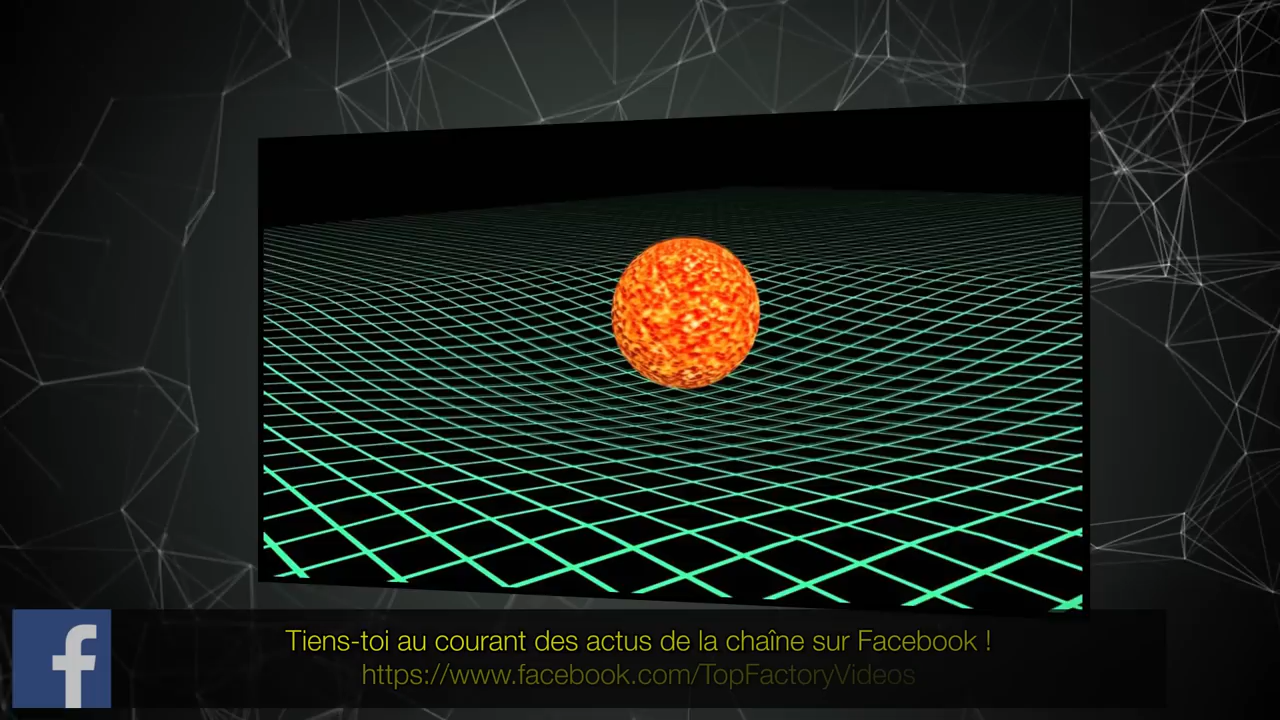 Tiens-toi au courant des actus de la chaîne sur Facebook !
https://www.facebook.com/TopFactoryVideos